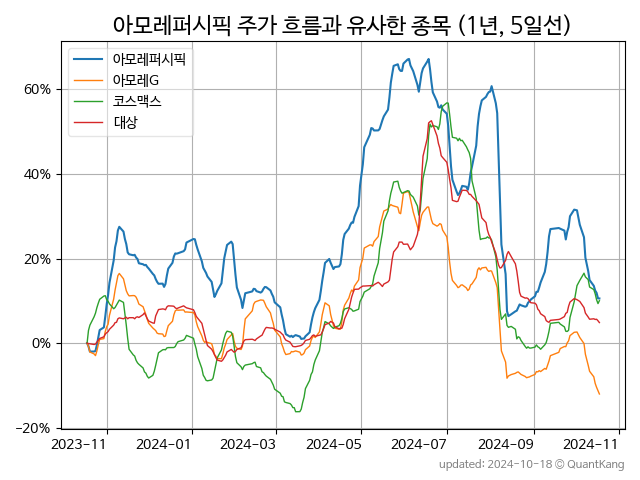 아모레퍼시픽 주가 흐름과 유사한 종목 (1년, 5일선)
아모레퍼시픽
아모레G
코스맥스
대상
60%
40%
20%
0%
−20%
2023-11 2024-01 2024-03 2024-05 2024-07 2024-09 2024-11
updated: 2024-10-18 © QuantKang